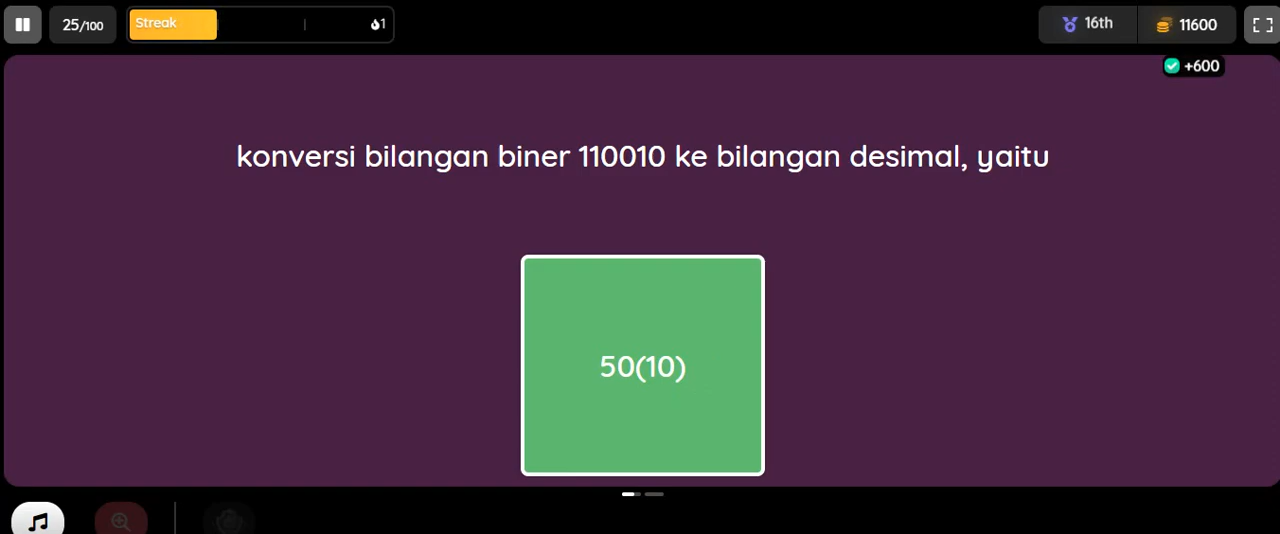 25/100
Streak
1
16th
11600
+600
konversi bilangan biner 110010 ke bilangan desimal, yaitu
50(10)